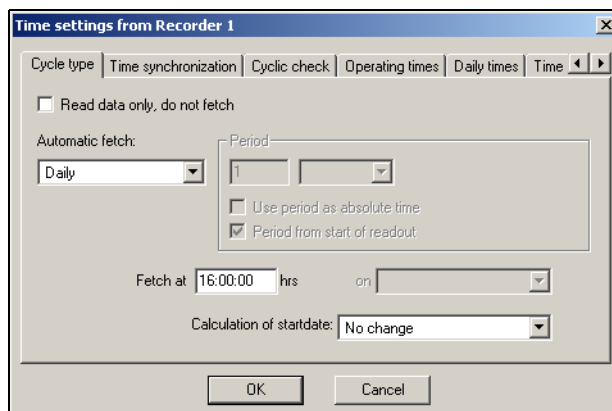 Time settings from Recorder 1
Cycle type Time synchronization Cyclic check Operating times Daily times Time
Read data only, do not fetch
Automatic fetch:
Daily
Period
1
Use period as absolute time
Period from start of readout
Fetch at 16:00:00 hrs on
Calculation of startdate: No change
OK Cancel